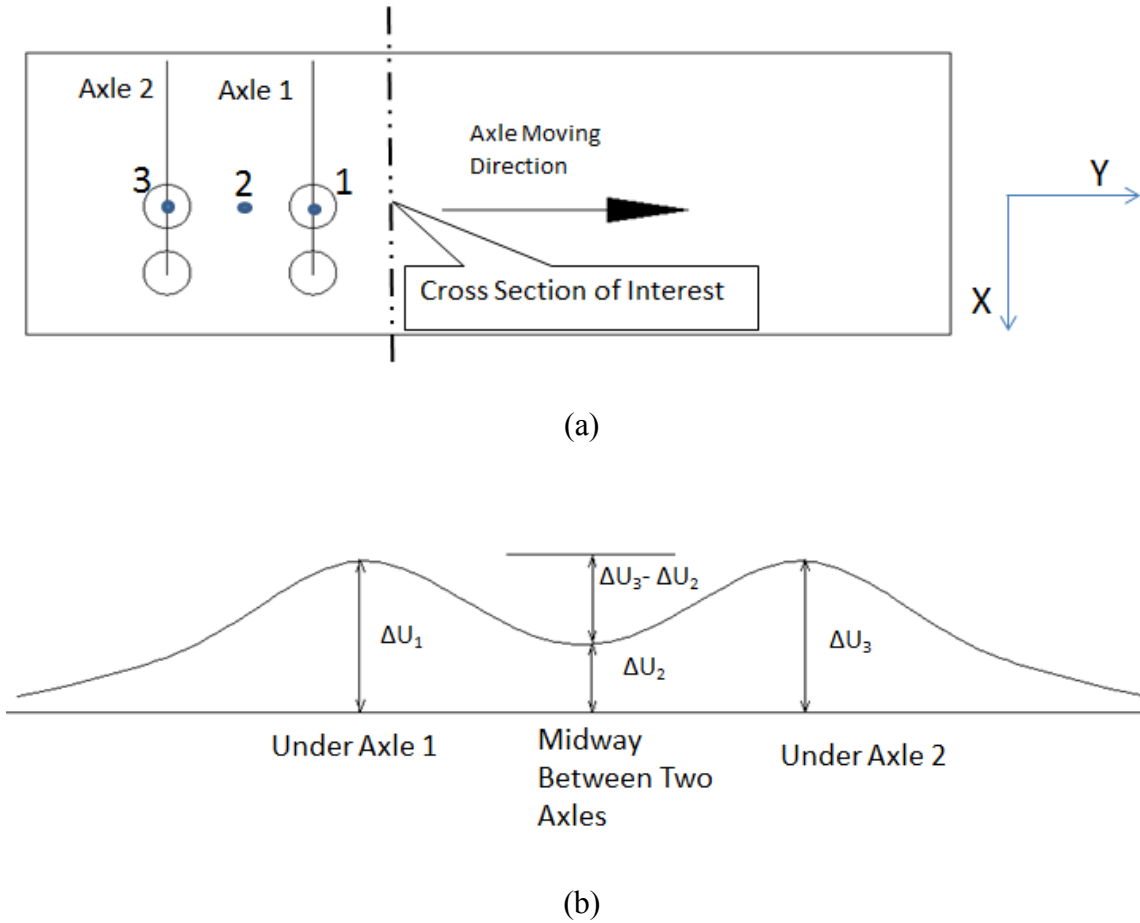 Axle 2
Axle 1
Axle Moving
Direction
3
2
1
Y
Cross Section of Interest
X
(a)
ΔU₃- ΔU₂
ΔU₁
ΔU₂
ΔU₃
Under Axle 1
Midway
Between Two
Axles
Under Axle 2
(b)